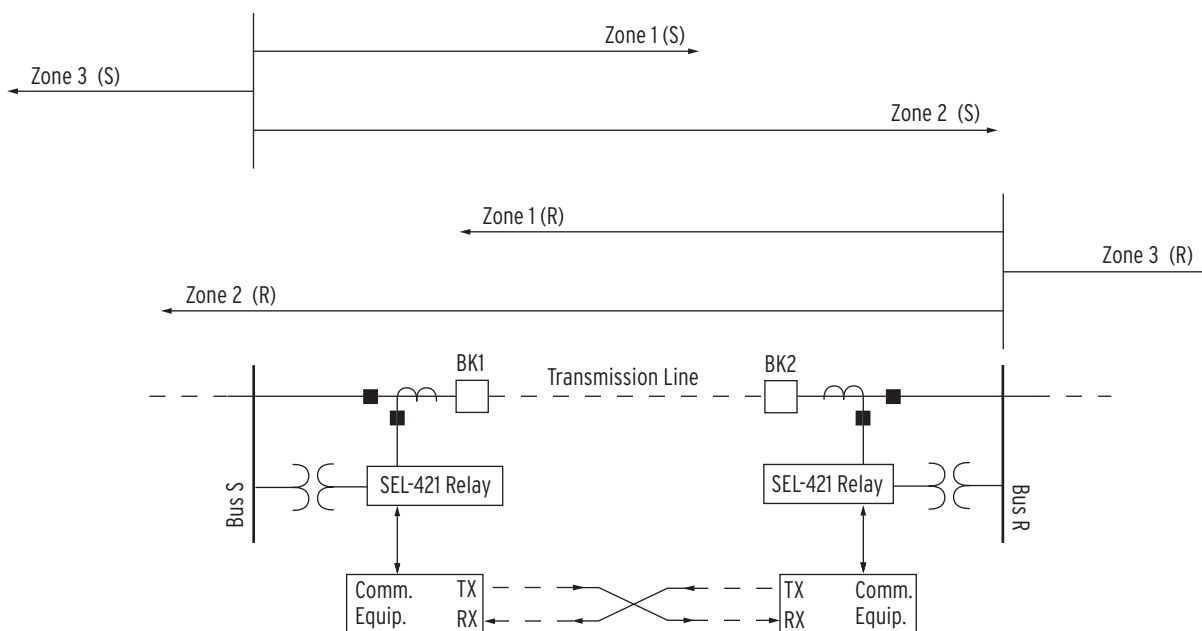 Zone 1 (S)
Zone 3 (S)
Zone 2 (S)
Zone 1 (R)
Zone 3 (R)
Zone 2 (R)
BK1
Transmission Line
BK2
Bus S
SEL-421 Relay
SEL-421 Relay
Bus R
Comm.
Equip.
TX
RX
TX
RX
Comm.
Equip.